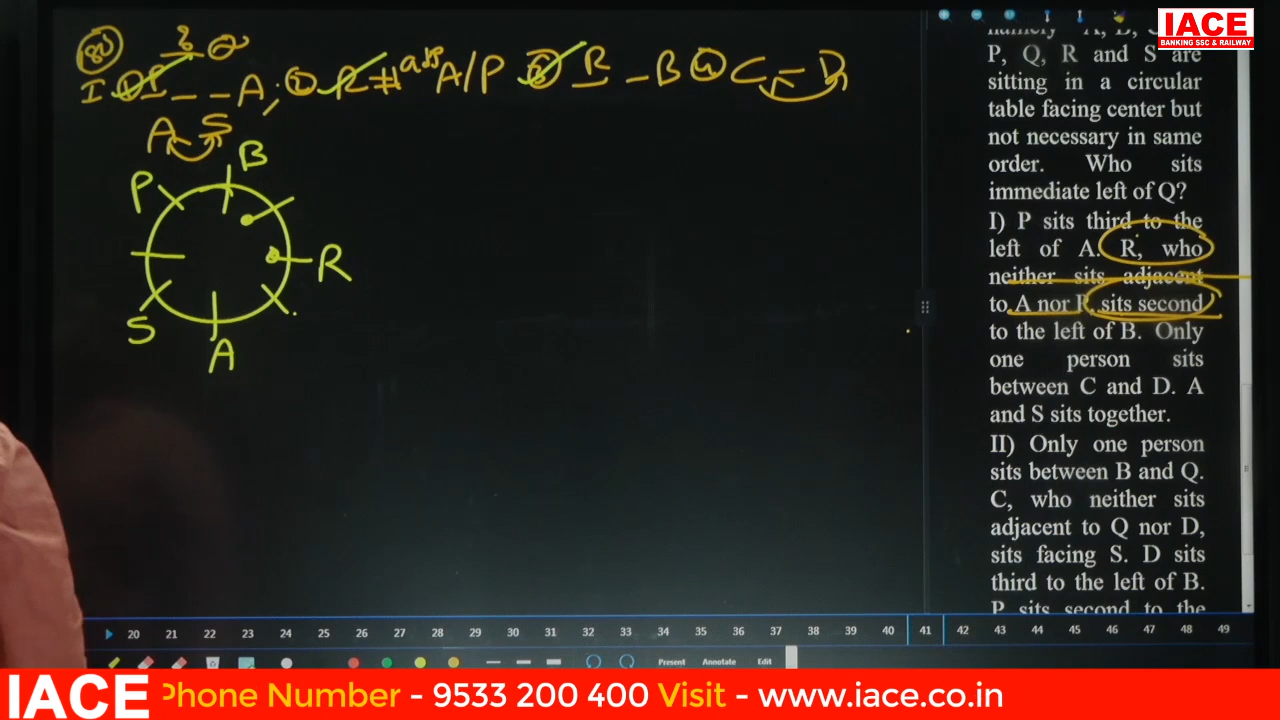 IACE
BANKING SSC & RAILWAY
P, Q, R and S are
sitting in a circular
table facing center but
not necessary in same
order. Who sits
immediate left of Q?
I) P sits third to the
left of A. R, who
neither sits adjacent
to A nor R, sits second
to the left of B. Only
one person sits
between C and D. A
and S sits together.
II) Only one person
sits between B and Q.
C, who neither sits
adjacent to Q nor D,
sits facing S. D sits
third to the left of B.
P sits second to the
3 Q
I P _ _ A, R ≠ adj A/P R _ B C _ D
A S
B
P
R
S
A
20 21 22 23 24 25 26 27 28 29 30 31 32 33 34 35 36 37 38 39 40 41 42 43 44 45 46 47 48 49
Present Annotate Edit
IACE Phone Number - 9533 200 400 Visit - www.iace.co.in